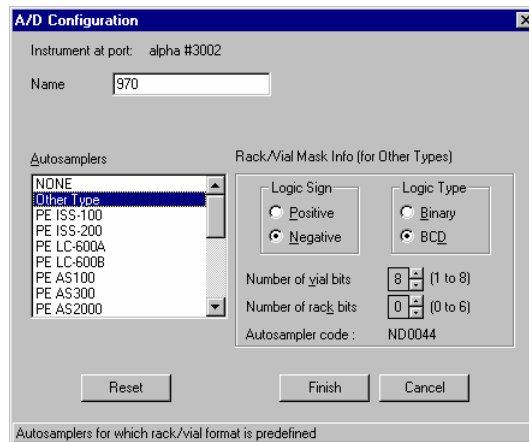 A/D Configuration
Instrument at port: alpha #3002
Name 970
Autosamplers
NONE
Other Type
PE ISS-100
PE ISS-200
PE LC-600A
PE LC-600B
PE AS100
PE AS300
PE AS2000
Rack/Vial Mask Info (for Other Types)
Logic Sign
Positive
Negative
Logic Type
Binary
BCD
Number of vial bits 8 (1 to 8)
Number of rack bits 0 (0 to 6)
Autosampler code : ND0044
Reset Finish Cancel
Autosamplers for which rack/vial format is predefined